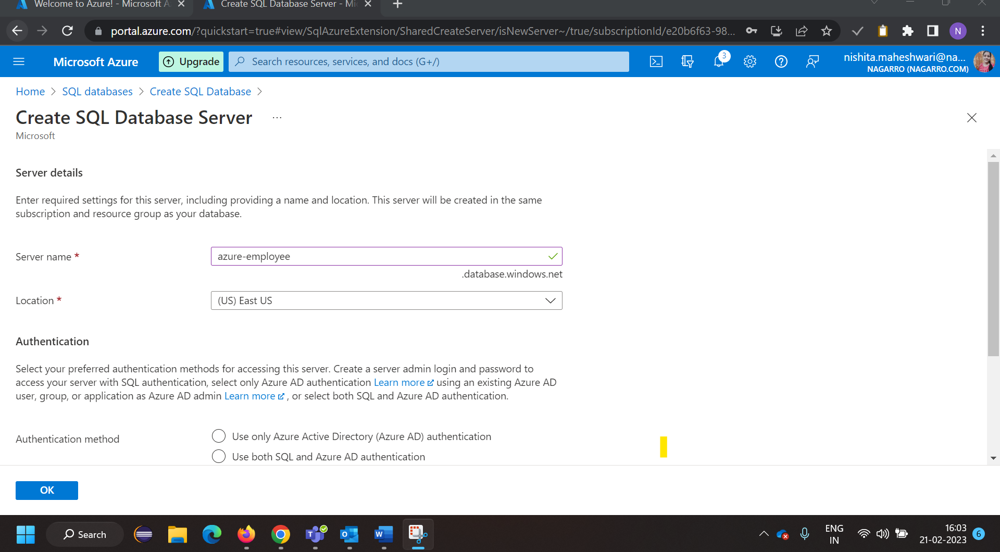 Welcome to Azure! - Microsoft A
Create SQL Database Server - Mi
portal.azure.com/?quickstart=true#view/SqlAzureExtension/SharedCreateServer/isNewServer~/true/subscriptionId/e20b6f63-98...
N
Microsoft Azure
Upgrade
Search resources, services, and docs (G+/)
3
nishita.maheshwari@na...
NAGARRO (NAGARRO.COM)
Home > SQL databases > Create SQL Database >
Create SQL Database Server ...
Microsoft
Server details
Enter required settings for this server, including providing a name and location. This server will be created in the same
subscription and resource group as your database.
Server name *
azure-employee
.database.windows.net
Location *
(US) East US
Authentication
Select your preferred authentication methods for accessing this server. Create a server admin login and password to
access your server with SQL authentication, select only Azure AD authentication Learn more using an existing Azure AD
user, group, or application as Azure AD admin Learn more , or select both SQL and Azure AD authentication.
Authentication method
Use only Azure Active Directory (Azure AD) authentication
Use both SQL and Azure AD authentication
OK
Search
ENG
IN
16:03
21-02-2023
6